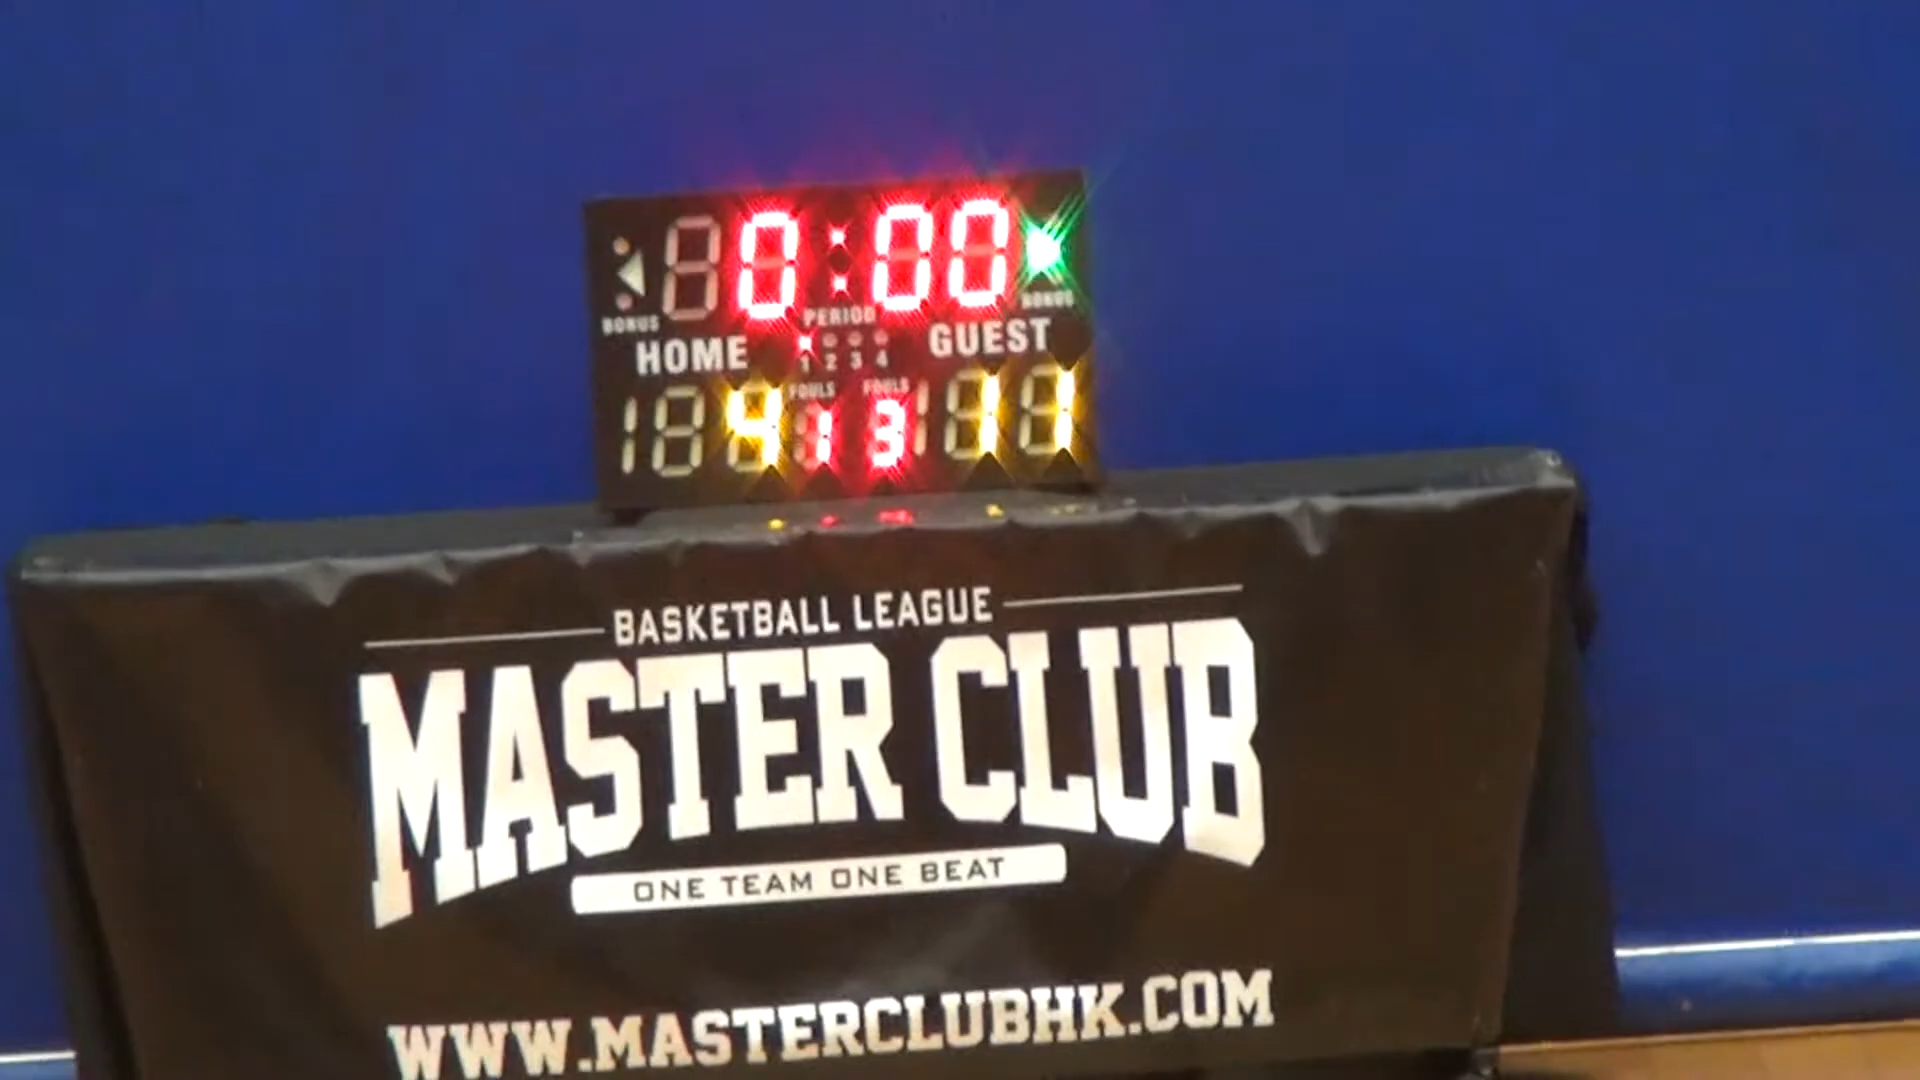 0:00
BONUS PERIOD BONUS
HOME 1 2 3 4 GUEST
FOULS FOULS
4 1 3 11
BASKETBALL LEAGUE
MASTER CLUB
ONE TEAM ONE BEAT
WWW.MASTERCLUBHK.COM